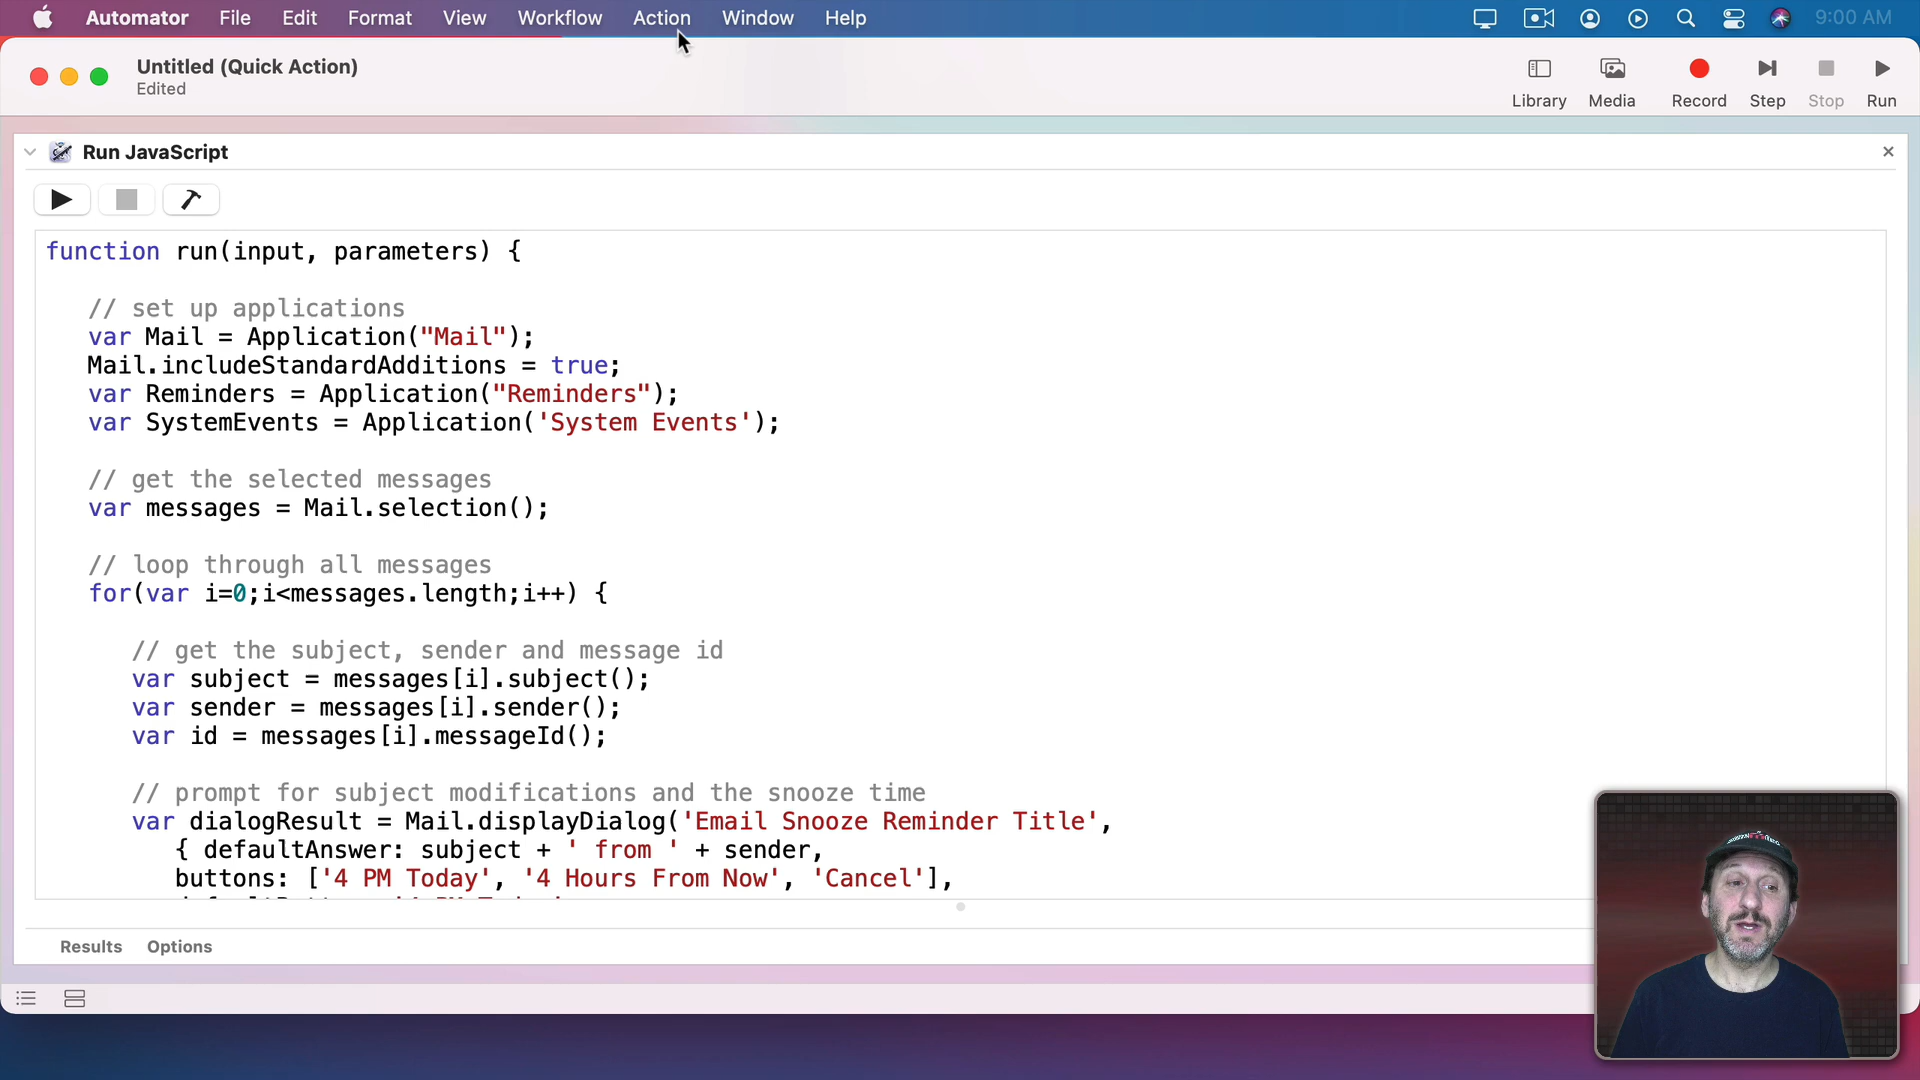 Automator File Edit Format View Workflow Action Window Help 9:00 AM
Untitled (Quick Action)
Edited
Library Media Record Step Stop Run
Run JavaScript
function run(input, parameters) {
// set up applications
var Mail = Application("Mail");
Mail.includeStandardAdditions = true;
var Reminders = Application("Reminders");
var SystemEvents = Application('System Events');
// get the selected messages
var messages = Mail.selection();
// loop through all messages
for(var i=0;i<messages.length;i++) {
// get the subject, sender and message id
var subject = messages[i].subject();
var sender = messages[i].sender();
var id = messages[i].messageId();
// prompt for subject modifications and the snooze time
var dialogResult = Mail.displayDialog('Email Snooze Reminder Title',
{ defaultAnswer: subject + ' from ' + sender,
buttons: ['4 PM Today', '4 Hours From Now', 'Cancel'],
Results Options